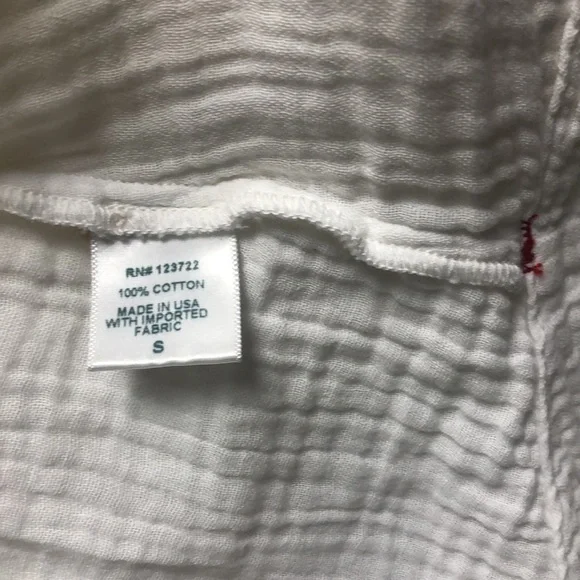 RN# 123722
100% COTTON
MADE IN USA
WITH IMPORTED
FABRIC
S